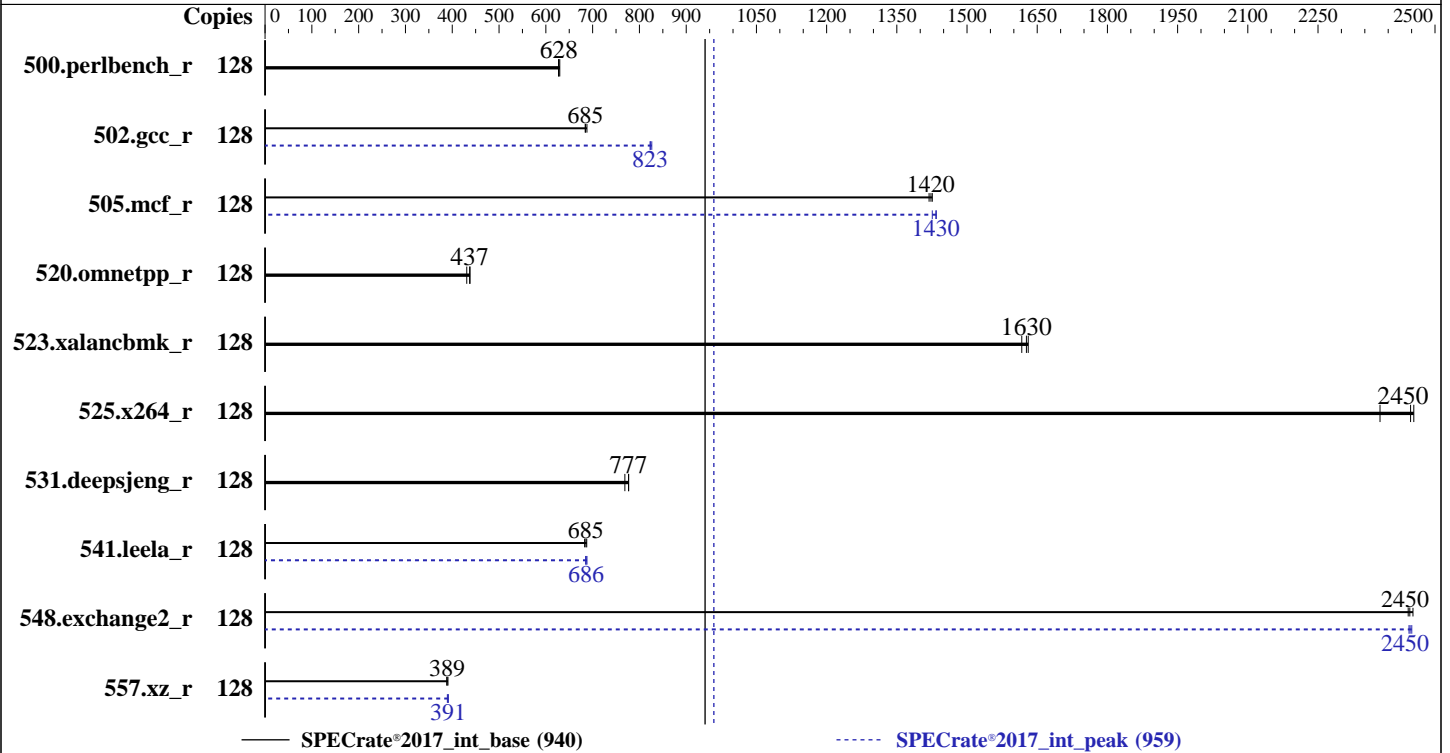 Copies 0 100 200 300 400 500 600 700 800 900 1050 1200 1350 1500 1650 1800 1950 2100 2250 2500
500.perlbench_r 128 628
502.gcc_r 128 685
823
505.mcf_r 128 1420
1430
520.omnetpp_r 128 437
523.xalancbmk_r 128 1630
525.x264_r 128 2450
531.deepsjeng_r 128 777
541.leela_r 128 685
686
548.exchange2_r 128 2450
2450
557.xz_r 128 389
391
SPECrate®2017_int_base (940) SPECrate®2017_int_peak (959)